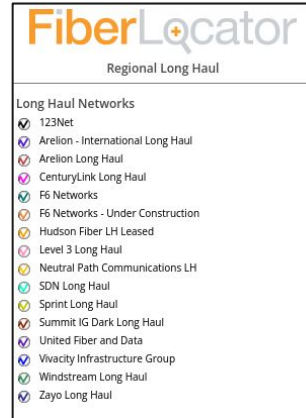 FiberLocator
Regional Long Haul
Long Haul Networks
123Net
Arelion - International Long Haul
Arelion Long Haul
CenturyLink Long Haul
F6 Networks
F6 Networks - Under Construction
Hudson Fiber LH Leased
Level 3 Long Haul
Neutral Path Communications LH
SDN Long Haul
Sprint Long Haul
Summit IG Dark Long Haul
United Fiber and Data
Vivacity Infrastructure Group
Windstream Long Haul
Zayo Long Haul